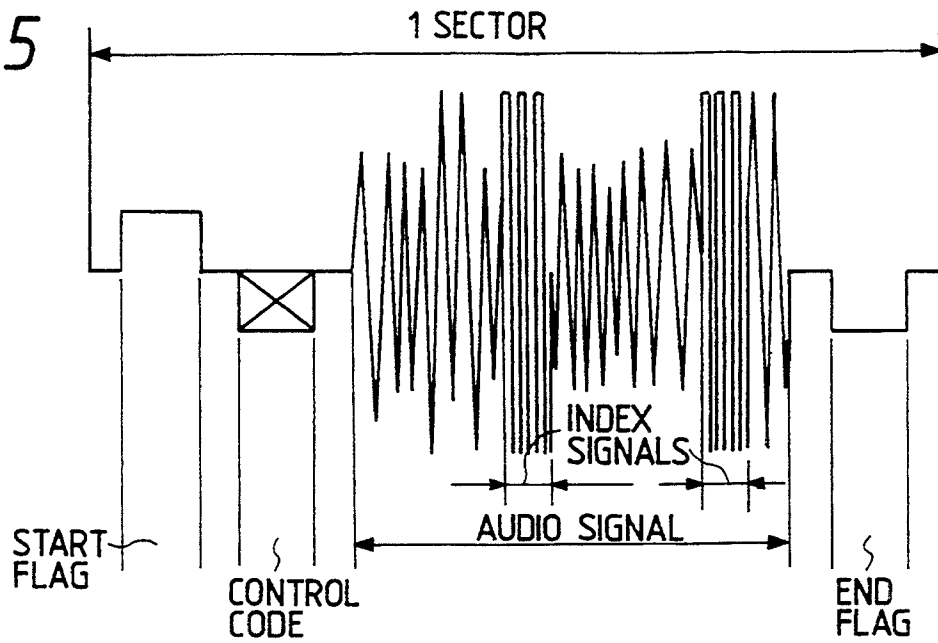 5
1 SECTOR
INDEX
SIGNALS
AUDIO SIGNAL
START
FLAG
CONTROL
CODE
END
FLAG